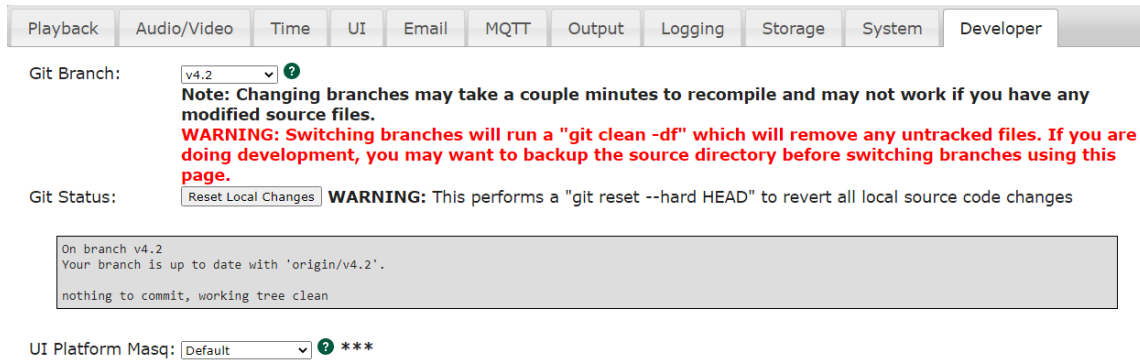 Playback Audio/Video Time UI Email MQTT Output Logging Storage System Developer
Git Branch: v4.2 ?
Note: Changing branches may take a couple minutes to recompile and may not work if you have any
modified source files.
WARNING: Switching branches will run a "git clean -df" which will remove any untracked files. If you are
doing development, you may want to backup the source directory before switching branches using this
page.
Git Status: Reset Local Changes WARNING: This performs a "git reset --hard HEAD" to revert all local source code changes
On branch v4.2
Your branch is up to date with 'origin/v4.2'.
nothing to commit, working tree clean
UI Platform Masq: Default ? ***